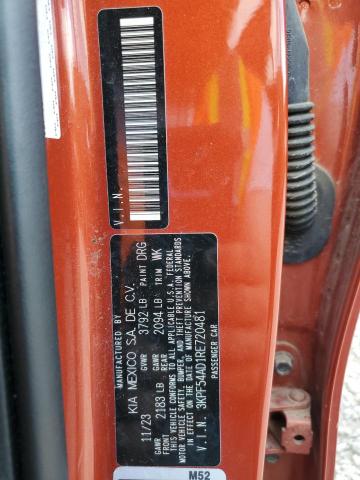 V.I.N.
MANUFACTURED BY
KIA MEXICO S.A. DE C.V.
11/23 GVWR 3792 LB PAINT DRG
FRONT 2183 LB GAWR REAR 2094 LB TRIM WK
THIS VEHICLE CONFORMS TO ALL APPLICABLE U.S.A. FEDERAL
MOTOR VEHICLE SAFETY, BUMPER, AND THEFT PREVENTION STANDARDS
IN EFFECT ON THE DATE OF MANUFACTURE SHOWN ABOVE.
V.I.N. 3KPF54AD1RE720461
PASSENGER CAR
M52